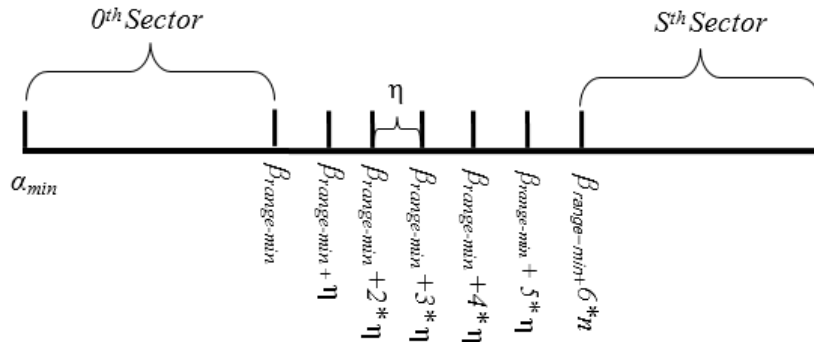 0th Sector
Sth Sector
η
αmin
βrange-min
βrange-min + η
βrange-min +2*η
βrange-min +3*η
βrange-min +4*η
βrange-min + 5*η
βrange-min+6*n